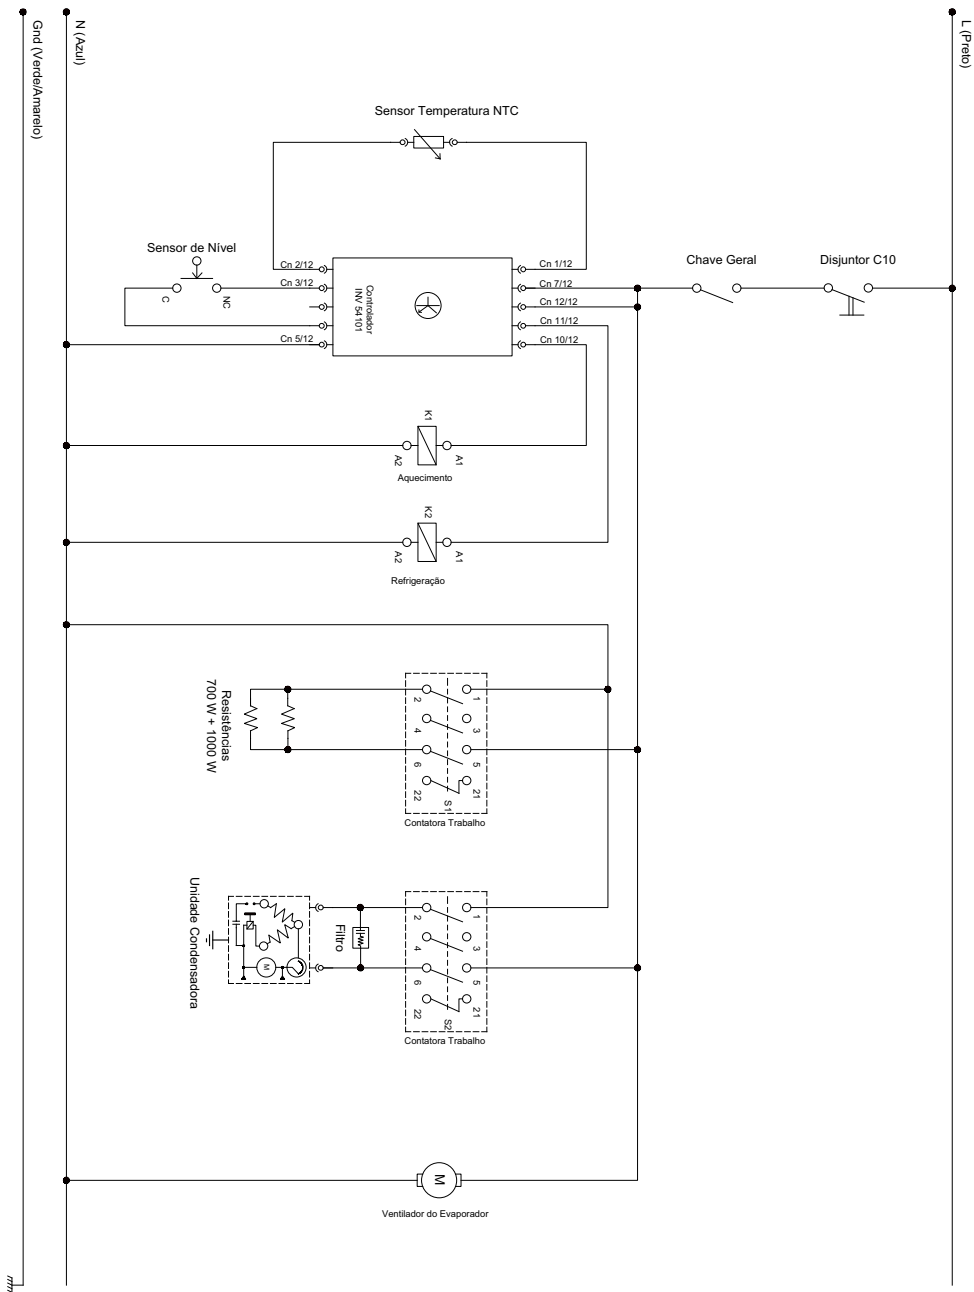 L (Preto)
N (Azul)
Gnd (Verde/Amarelo)
Sensor Temperatura NTC
Sensor de Nível
C
NC
Cn 2/12
Cn 3/12
Cn 5/12
Controlador
INV 54101
Cn 1/12
Cn 7/12
Cn 12/12
Cn 11/12
Cn 10/12
Chave Geral
Disjuntor C10
K1
A2
A1
Aquecimento
K2
A2
A1
Refrigeração
Resistências
700 W + 1000 W
2
1
4
3
6
5
22
21
S1
Contatora Trabalho
Unidade Condensadora
M
Filtro
2
1
4
3
6
5
22
21
S2
Contatora Trabalho
M
Ventilador do Evaporador